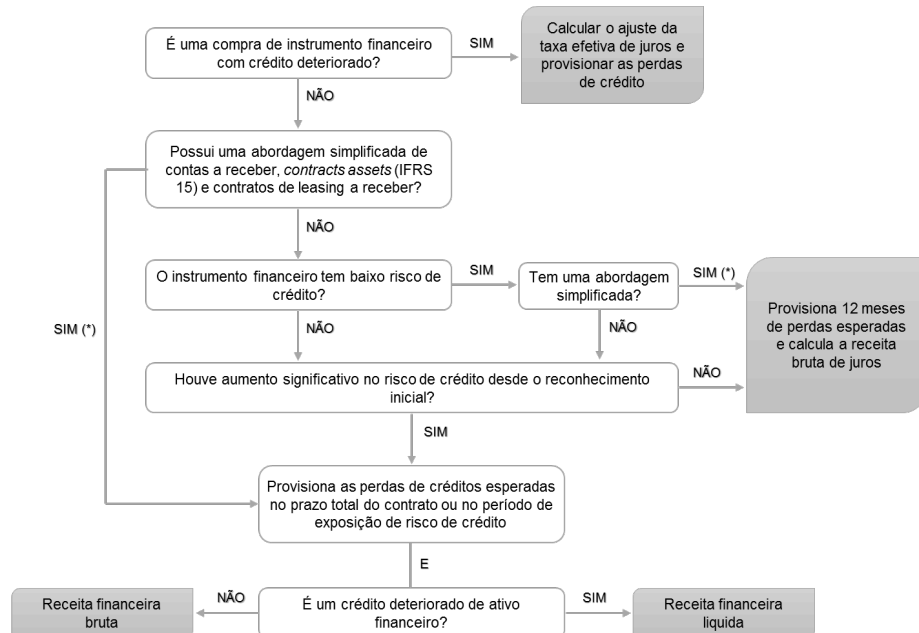 É uma compra de instrumento financeiro
com crédito deteriorado?
SIM
Calcular o ajuste da
taxa efetiva de juros e
provisionar as perdas
de crédito
NÃO
Possui uma abordagem simplificada de
contas a receber, contracts assets (IFRS
15) e contratos de leasing a receber?
NÃO
O instrumento financeiro tem baixo risco de
crédito?
SIM
Tem uma abordagem
simplificada?
SIM (*)
Provisiona 12 meses
de perdas esperadas
e calcula a receita
bruta de juros
SIM (*)
NÃO
NÃO
Houve aumento significativo no risco de crédito desde o reconhecimento
inicial?
NÃO
SIM
Provisiona as perdas de créditos esperadas
no prazo total do contrato ou no período de
exposição de risco de crédito
E
Receita financeira
bruta
NÃO
É um crédito deteriorado de ativo
financeiro?
SIM
Receita financeira
liquida